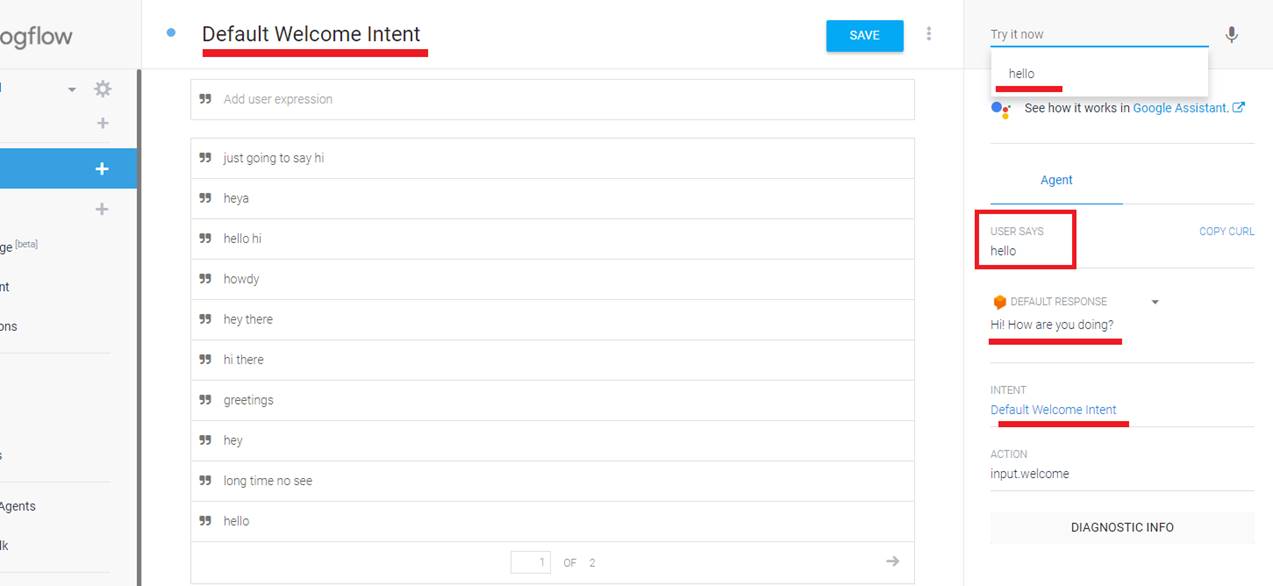 ogflow
ge [beta]
nt
ons
s
Agents
lk
Default Welcome Intent
SAVE
Add user expression
just going to say hi
heya
hello hi
howdy
hey there
hi there
greetings
hey
long time no see
hello
1 OF 2
Try it now
hello
See how it works in Google Assistant.
Agent
USER SAYS
COPY CURL
hello
DEFAULT RESPONSE
Hi! How are you doing?
INTENT
Default Welcome Intent
ACTION
input.welcome
DIAGNOSTIC INFO